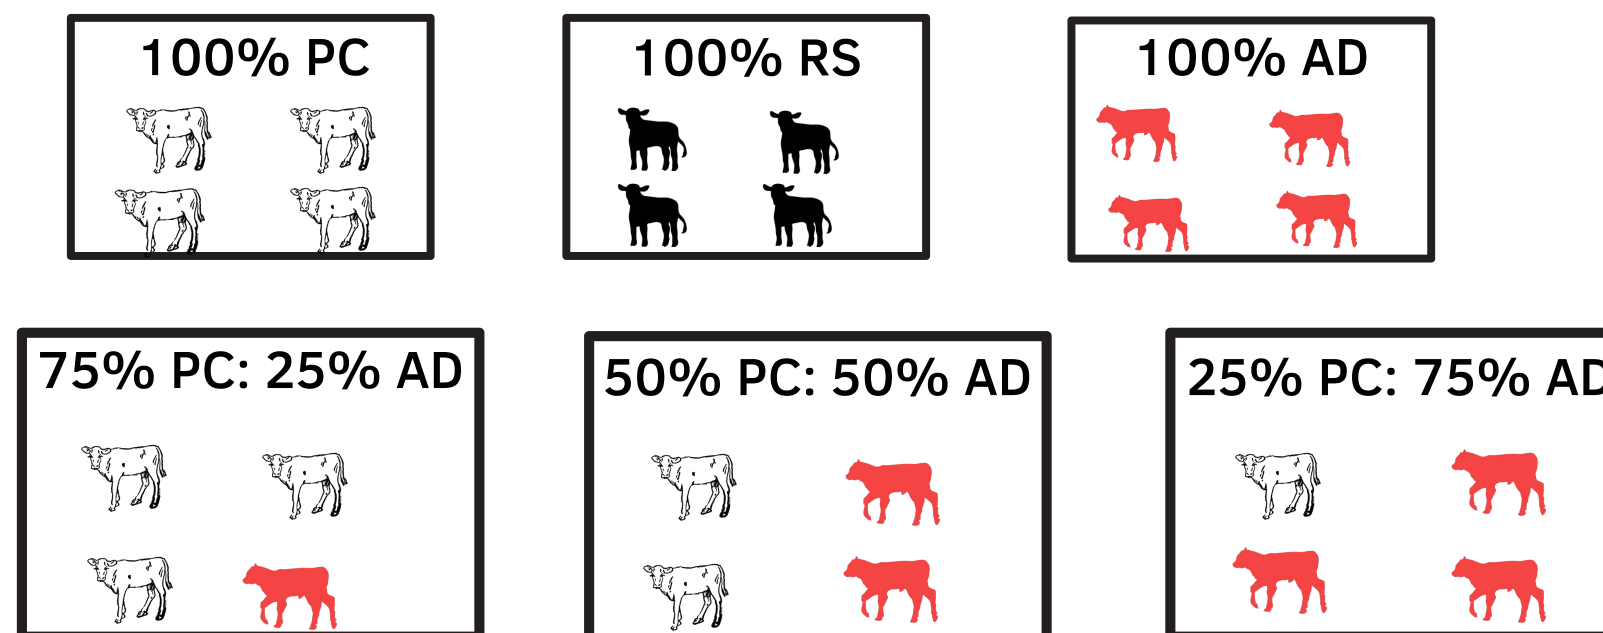 100% PC
100% RS
100% AD
75% PC: 25% AD
50% PC: 50% AD
25% PC: 75% AD